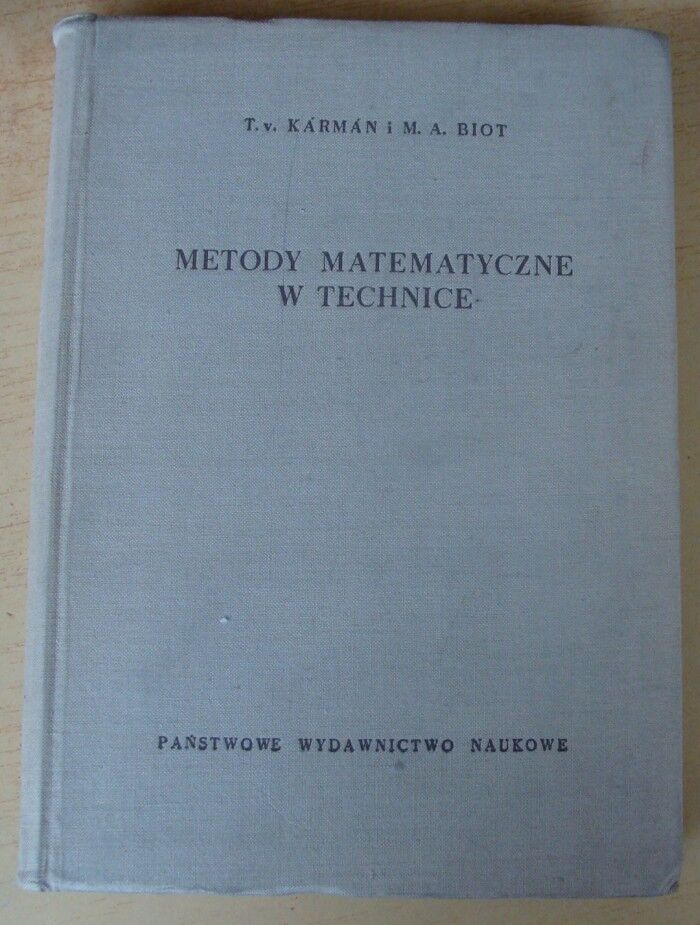 T. v. KÁRMÁN i M. A. BIOT
METODY MATEMATYCZNE
W TECHNICE
PAŃSTWOWE WYDAWNICTWO NAUKOWE